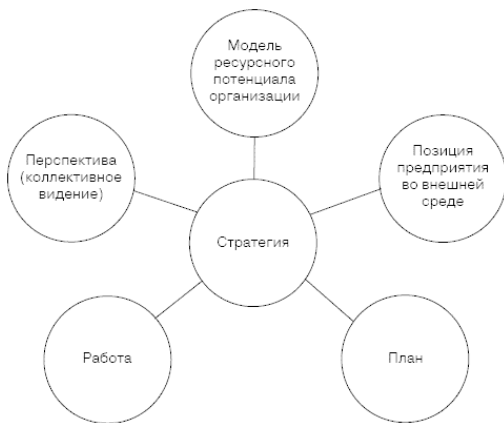 Модель
ресурсного
потенциала
организации
Перспектива
(коллективное
видение)
Позиция
предприятия
во внешней
среде
Стратегия
Работа
План